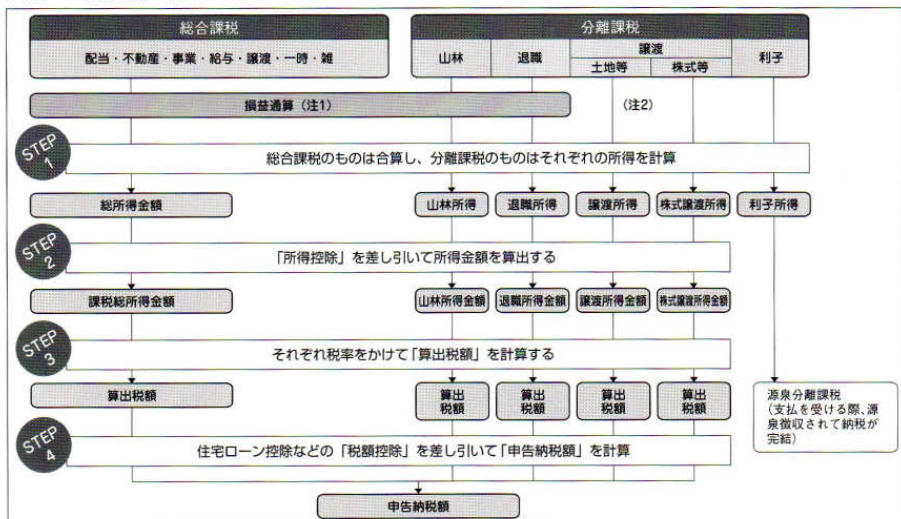 総合課税
配当・不動産・事業・給与・譲渡・一時・雑
分離課税
山林
退職
譲渡
土地等
株式等
利子
損益通算（注1）
（注2）
STEP 1
総合課税のものは合算し、分離課税のものはそれぞれの所得を計算
総所得金額
山林所得
退職所得
譲渡所得
株式譲渡所得
利子所得
STEP 2
「所得控除」を差し引いて所得金額を算出する
課税総所得金額
山林所得金額
退職所得金額
譲渡所得金額
株式譲渡所得金額
STEP 3
それぞれ税率をかけて「算出税額」を計算する
算出税額
算出
税額
算出
税額
算出
税額
算出
税額
源泉分離課税
（支払を受ける際、源
泉徴収されて納税が
完結）
STEP 4
住宅ローン控除などの「税額控除」を差し引いて「申告納税額」を計算
申告納税額